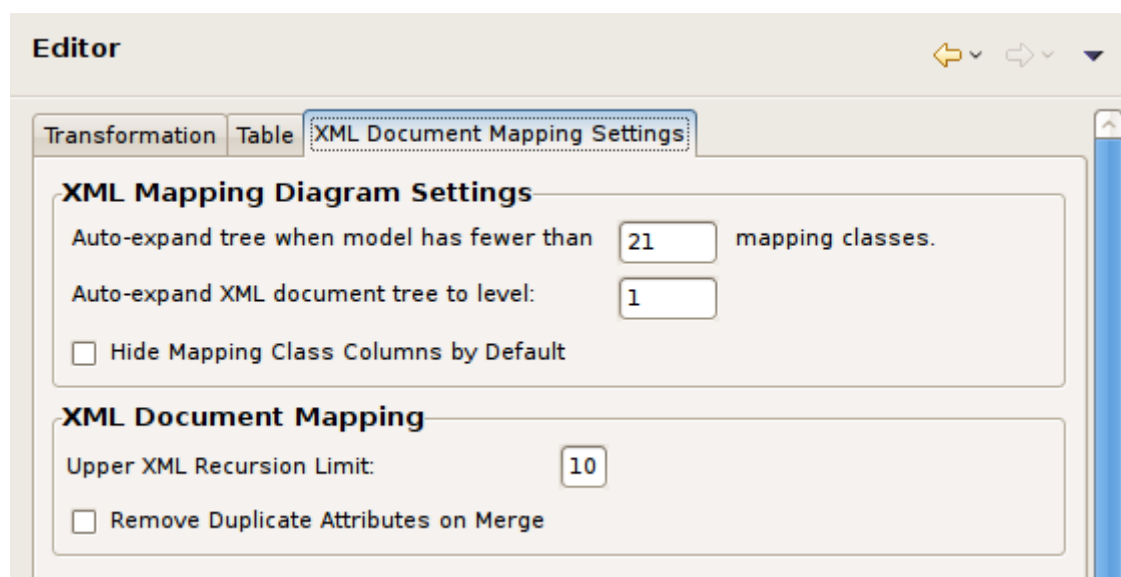 Editor
Transformation Table XML Document Mapping Settings
XML Mapping Diagram Settings
Auto-expand tree when model has fewer than 21 mapping classes.
Auto-expand XML document tree to level: 1
Hide Mapping Class Columns by Default
XML Document Mapping
Upper XML Recursion Limit: 10
Remove Duplicate Attributes on Merge